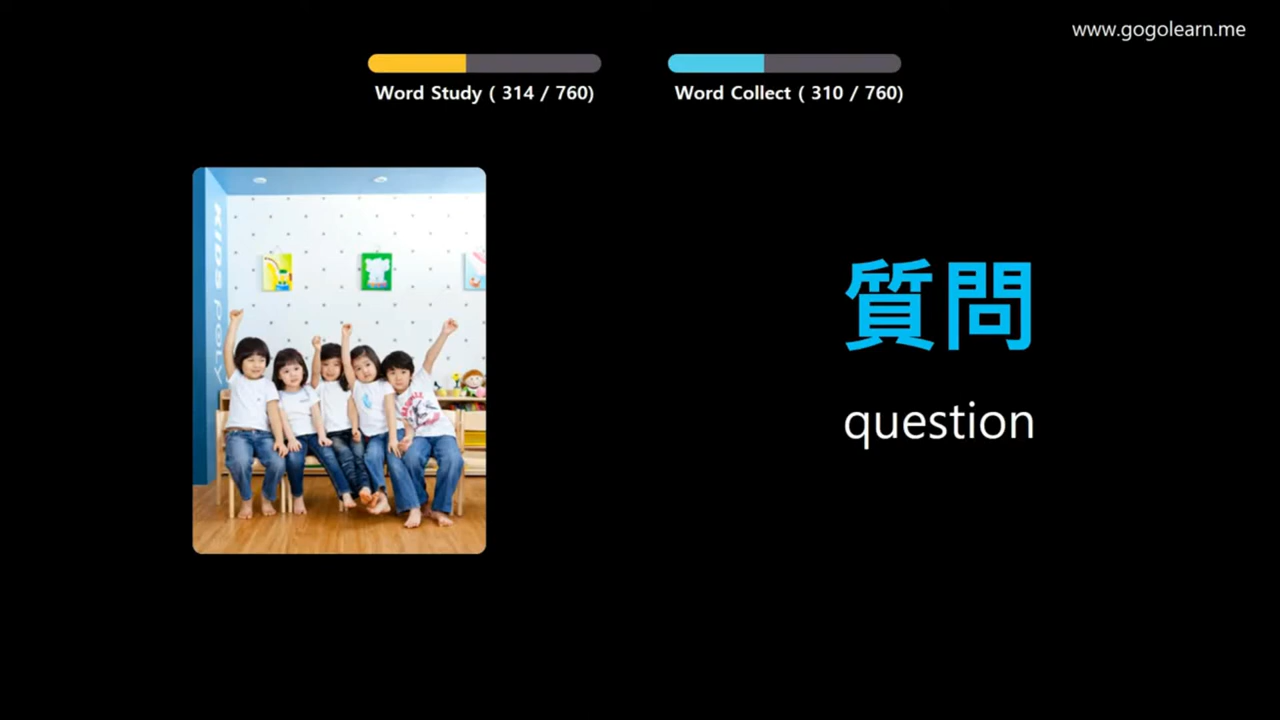 www.gogolearn.me
Word Study ( 314 / 760)
Word Collect ( 310 / 760)
KIDS POLY
質問
question